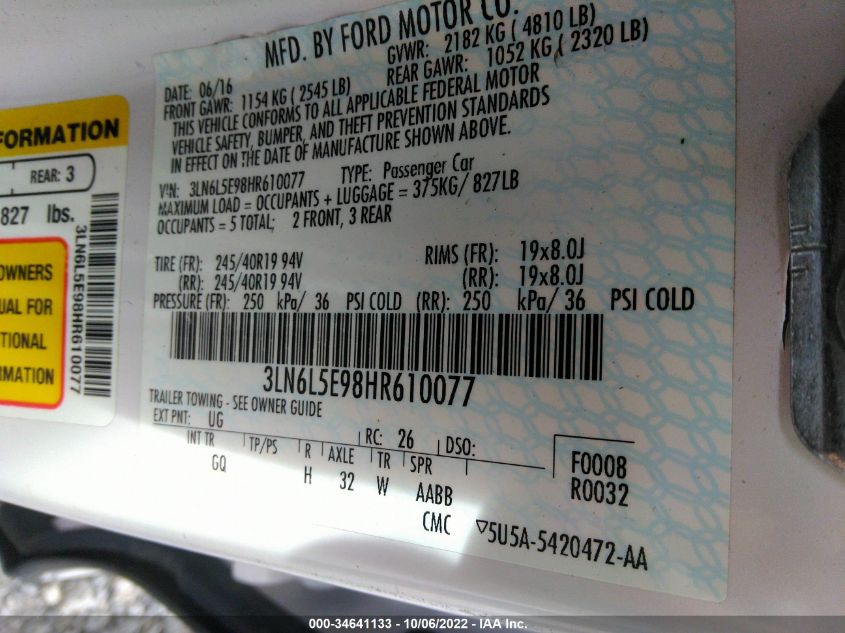 MFD. BY FORD MOTOR CO.
DATE: 06/16 GVWR: 2182 KG ( 4810 LB)
FRONT GAWR: 1154 KG ( 2545 LB) REAR GAWR: 1052 KG ( 2320 LB)
THIS VEHICLE CONFORMS TO ALL APPLICABLE FEDERAL MOTOR
VEHICLE SAFETY, BUMPER, AND THEFT PREVENTION STANDARDS
IN EFFECT ON THE DATE OF MANUFACTURE SHOWN ABOVE.
VIN: 3LN6L5E98HR610077 TYPE: Passenger Car
MAXIMUM LOAD = OCCUPANTS + LUGGAGE = 375KG/ 827LB
OCCUPANTS = 5 TOTAL; 2 FRONT, 3 REAR
TIRE (FR): 245/40R19 94V RIMS (FR): 19x8.0J
(RR): 245/40R19 94V (RR): 19x8.0J
PRESSURE (FR): 250 kPa/ 36 PSI COLD (RR): 250 kPa/ 36 PSI COLD
3LN6L5E98HR610077
TRAILER TOWING - SEE OWNER GUIDE
EXT PNT: UG RC: 26 DSO:
INT TR TP/PS R AXLE TR SPR
GQ H 32 W AABB
CMC
F0008
R0032
▽5U5A-5420472-AA
FORMATION
REAR: 3
827 lbs.
3LN6L5E98HR610077
OWNERS
UAL FOR
TIONAL
RMATION
000-34641133 - 10/06/2022 - IAA Inc.